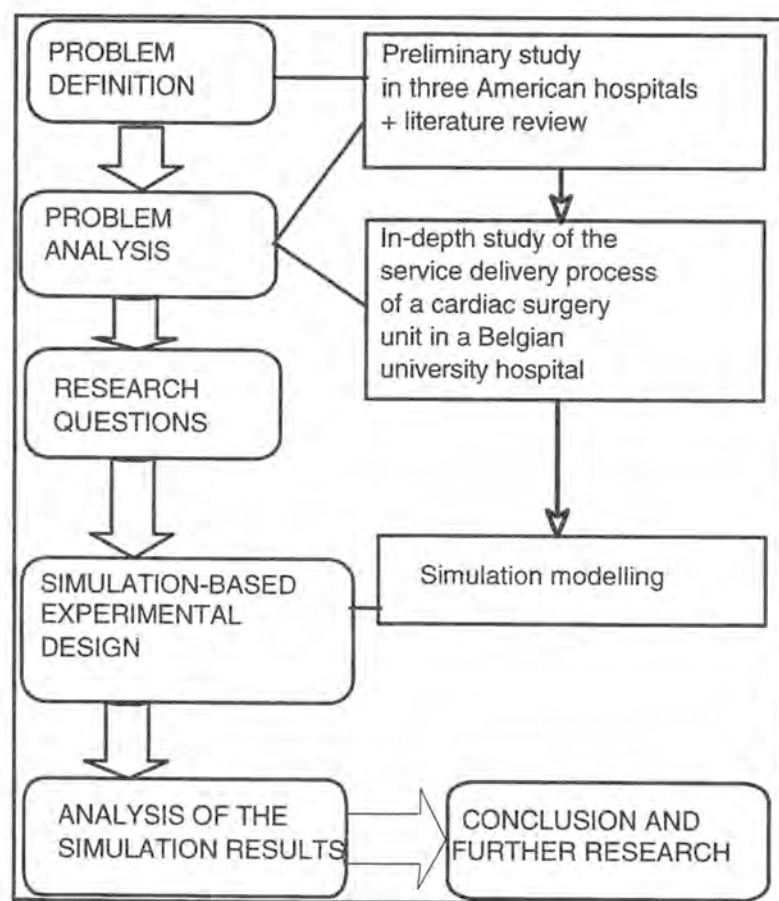 PROBLEM
DEFINITION
Preliminary study
in three American hospitals
+ literature review
PROBLEM
ANALYSIS
In-depth study of the
service delivery process
of a cardiac surgery
unit in a Belgian
university hospital
RESEARCH
QUESTIONS
SIMULATION-BASED
EXPERIMENTAL
DESIGN
Simulation modelling
ANALYSIS OF THE
SIMULATION RESULTS
CONCLUSION AND
FURTHER RESEARCH